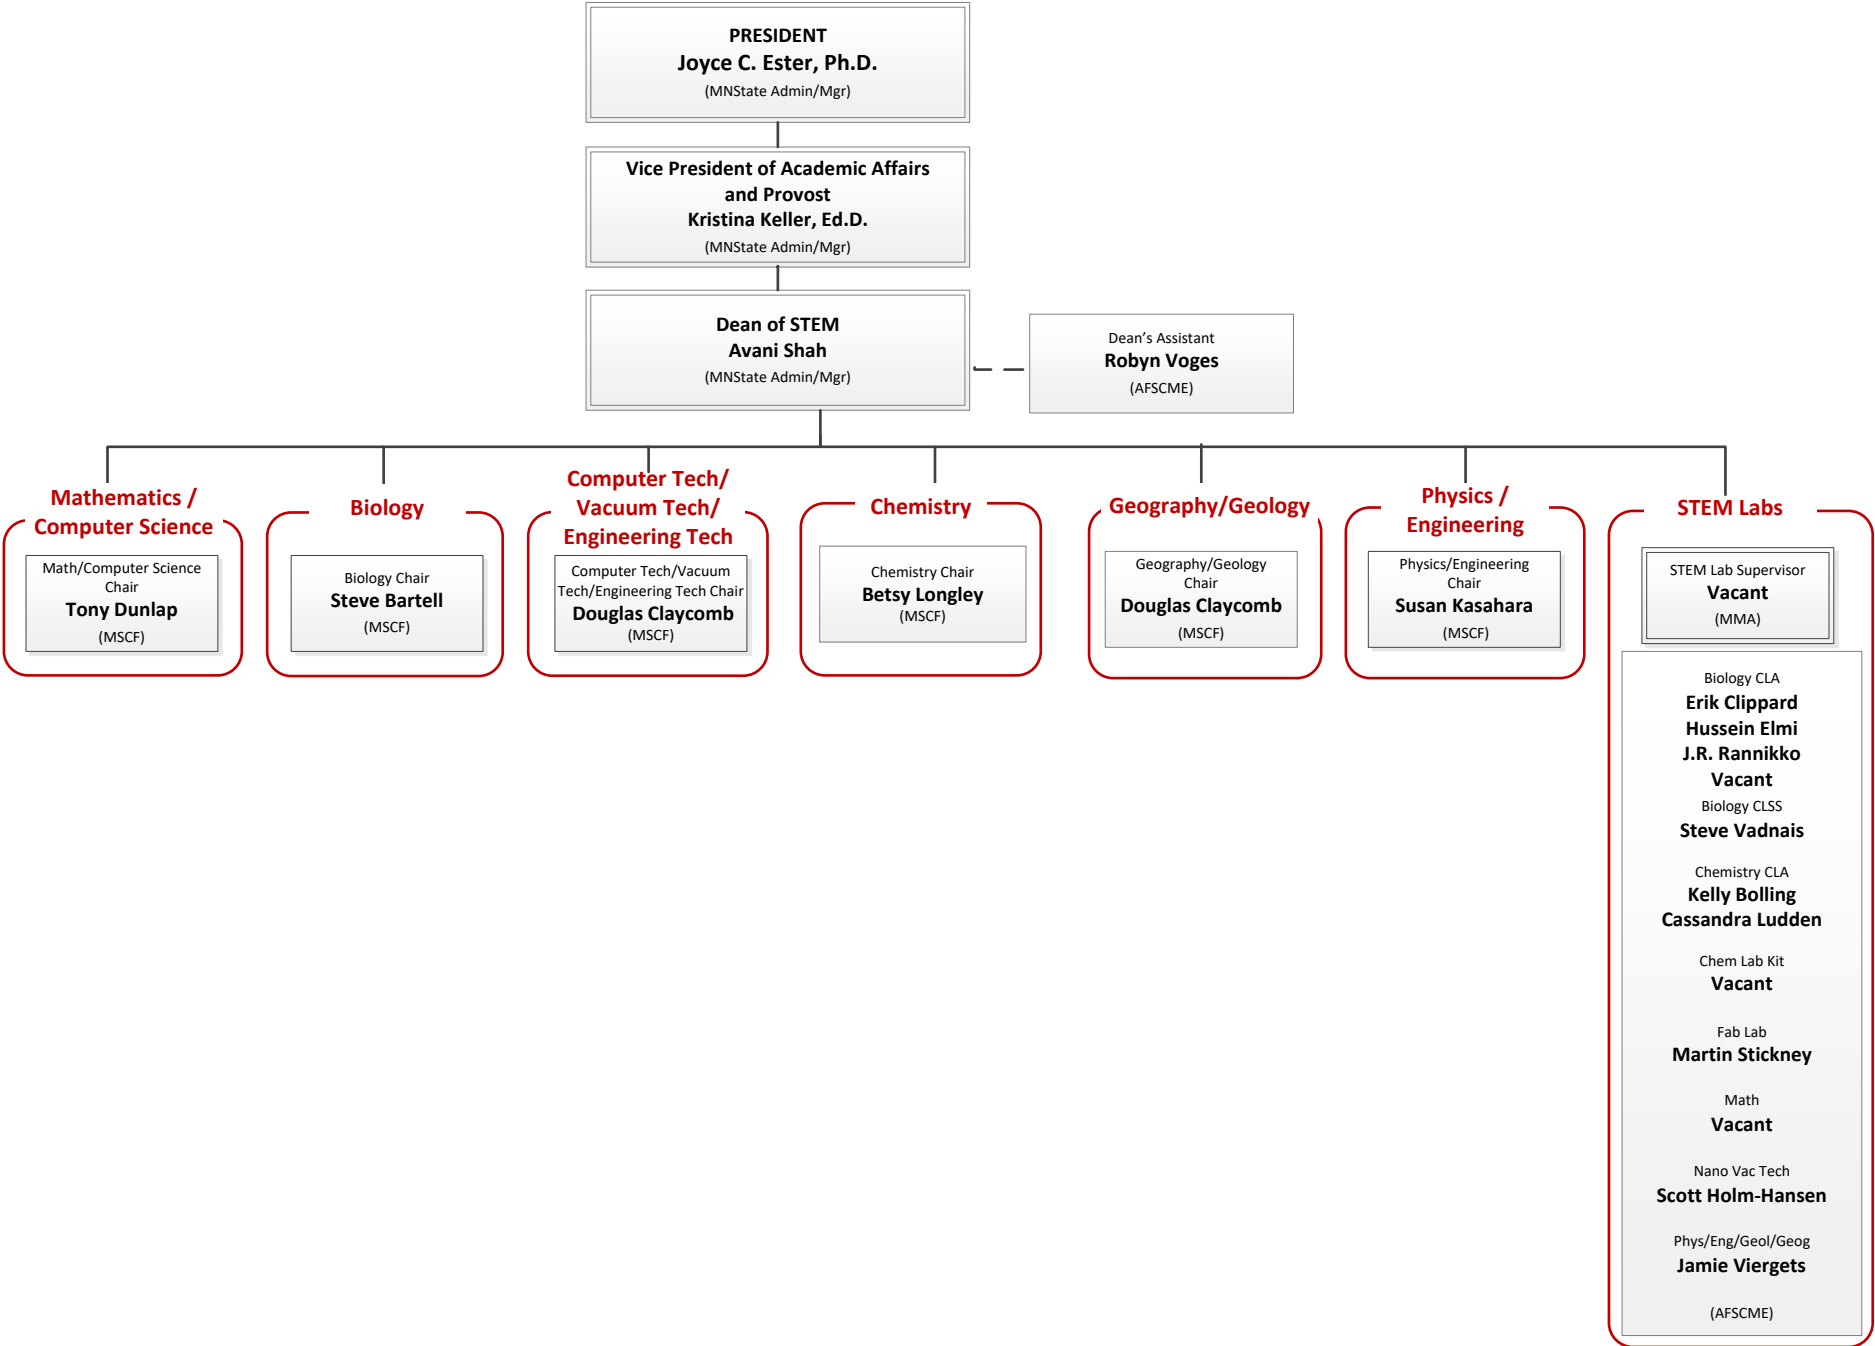 PRESIDENT
Joyce C. Ester, Ph.D.
(MNState Admin/Mgr)
Vice President of Academic Affairs
and Provost
Kristina Keller, Ed.D.
(MNState Admin/Mgr)
Dean of STEM
Avani Shah
(MNState Admin/Mgr)
Dean’s Assistant
Robyn Voges
(AFSCME)
Mathematics /
Computer Science
Math/Computer Science
Chair
Tony Dunlap
(MSCF)
Biology
Biology Chair
Steve Bartell
(MSCF)
Computer Tech/
Vacuum Tech/
Engineering Tech
Computer Tech/Vacuum
Tech/Engineering Tech Chair
Douglas Claycomb
(MSCF)
Chemistry
Chemistry Chair
Betsy Longley
(MSCF)
Geography/Geology
Geography/Geology
Chair
Douglas Claycomb
(MSCF)
Physics /
Engineering
Physics/Engineering
Chair
Susan Kasahara
(MSCF)
STEM Labs
STEM Lab Supervisor
Vacant
(MMA)
Biology CLA
Erik Clippard
Hussein Elmi
J.R. Rannikko
Vacant
Biology CLSS
Steve Vadnais
Chemistry CLA
Kelly Bolling
Cassandra Ludden
Chem Lab Kit
Vacant
Fab Lab
Martin Stickney
Math
Vacant
Nano Vac Tech
Scott Holm-Hansen
Phys/Eng/Geol/Geog
Jamie Viergets
(AFSCME)